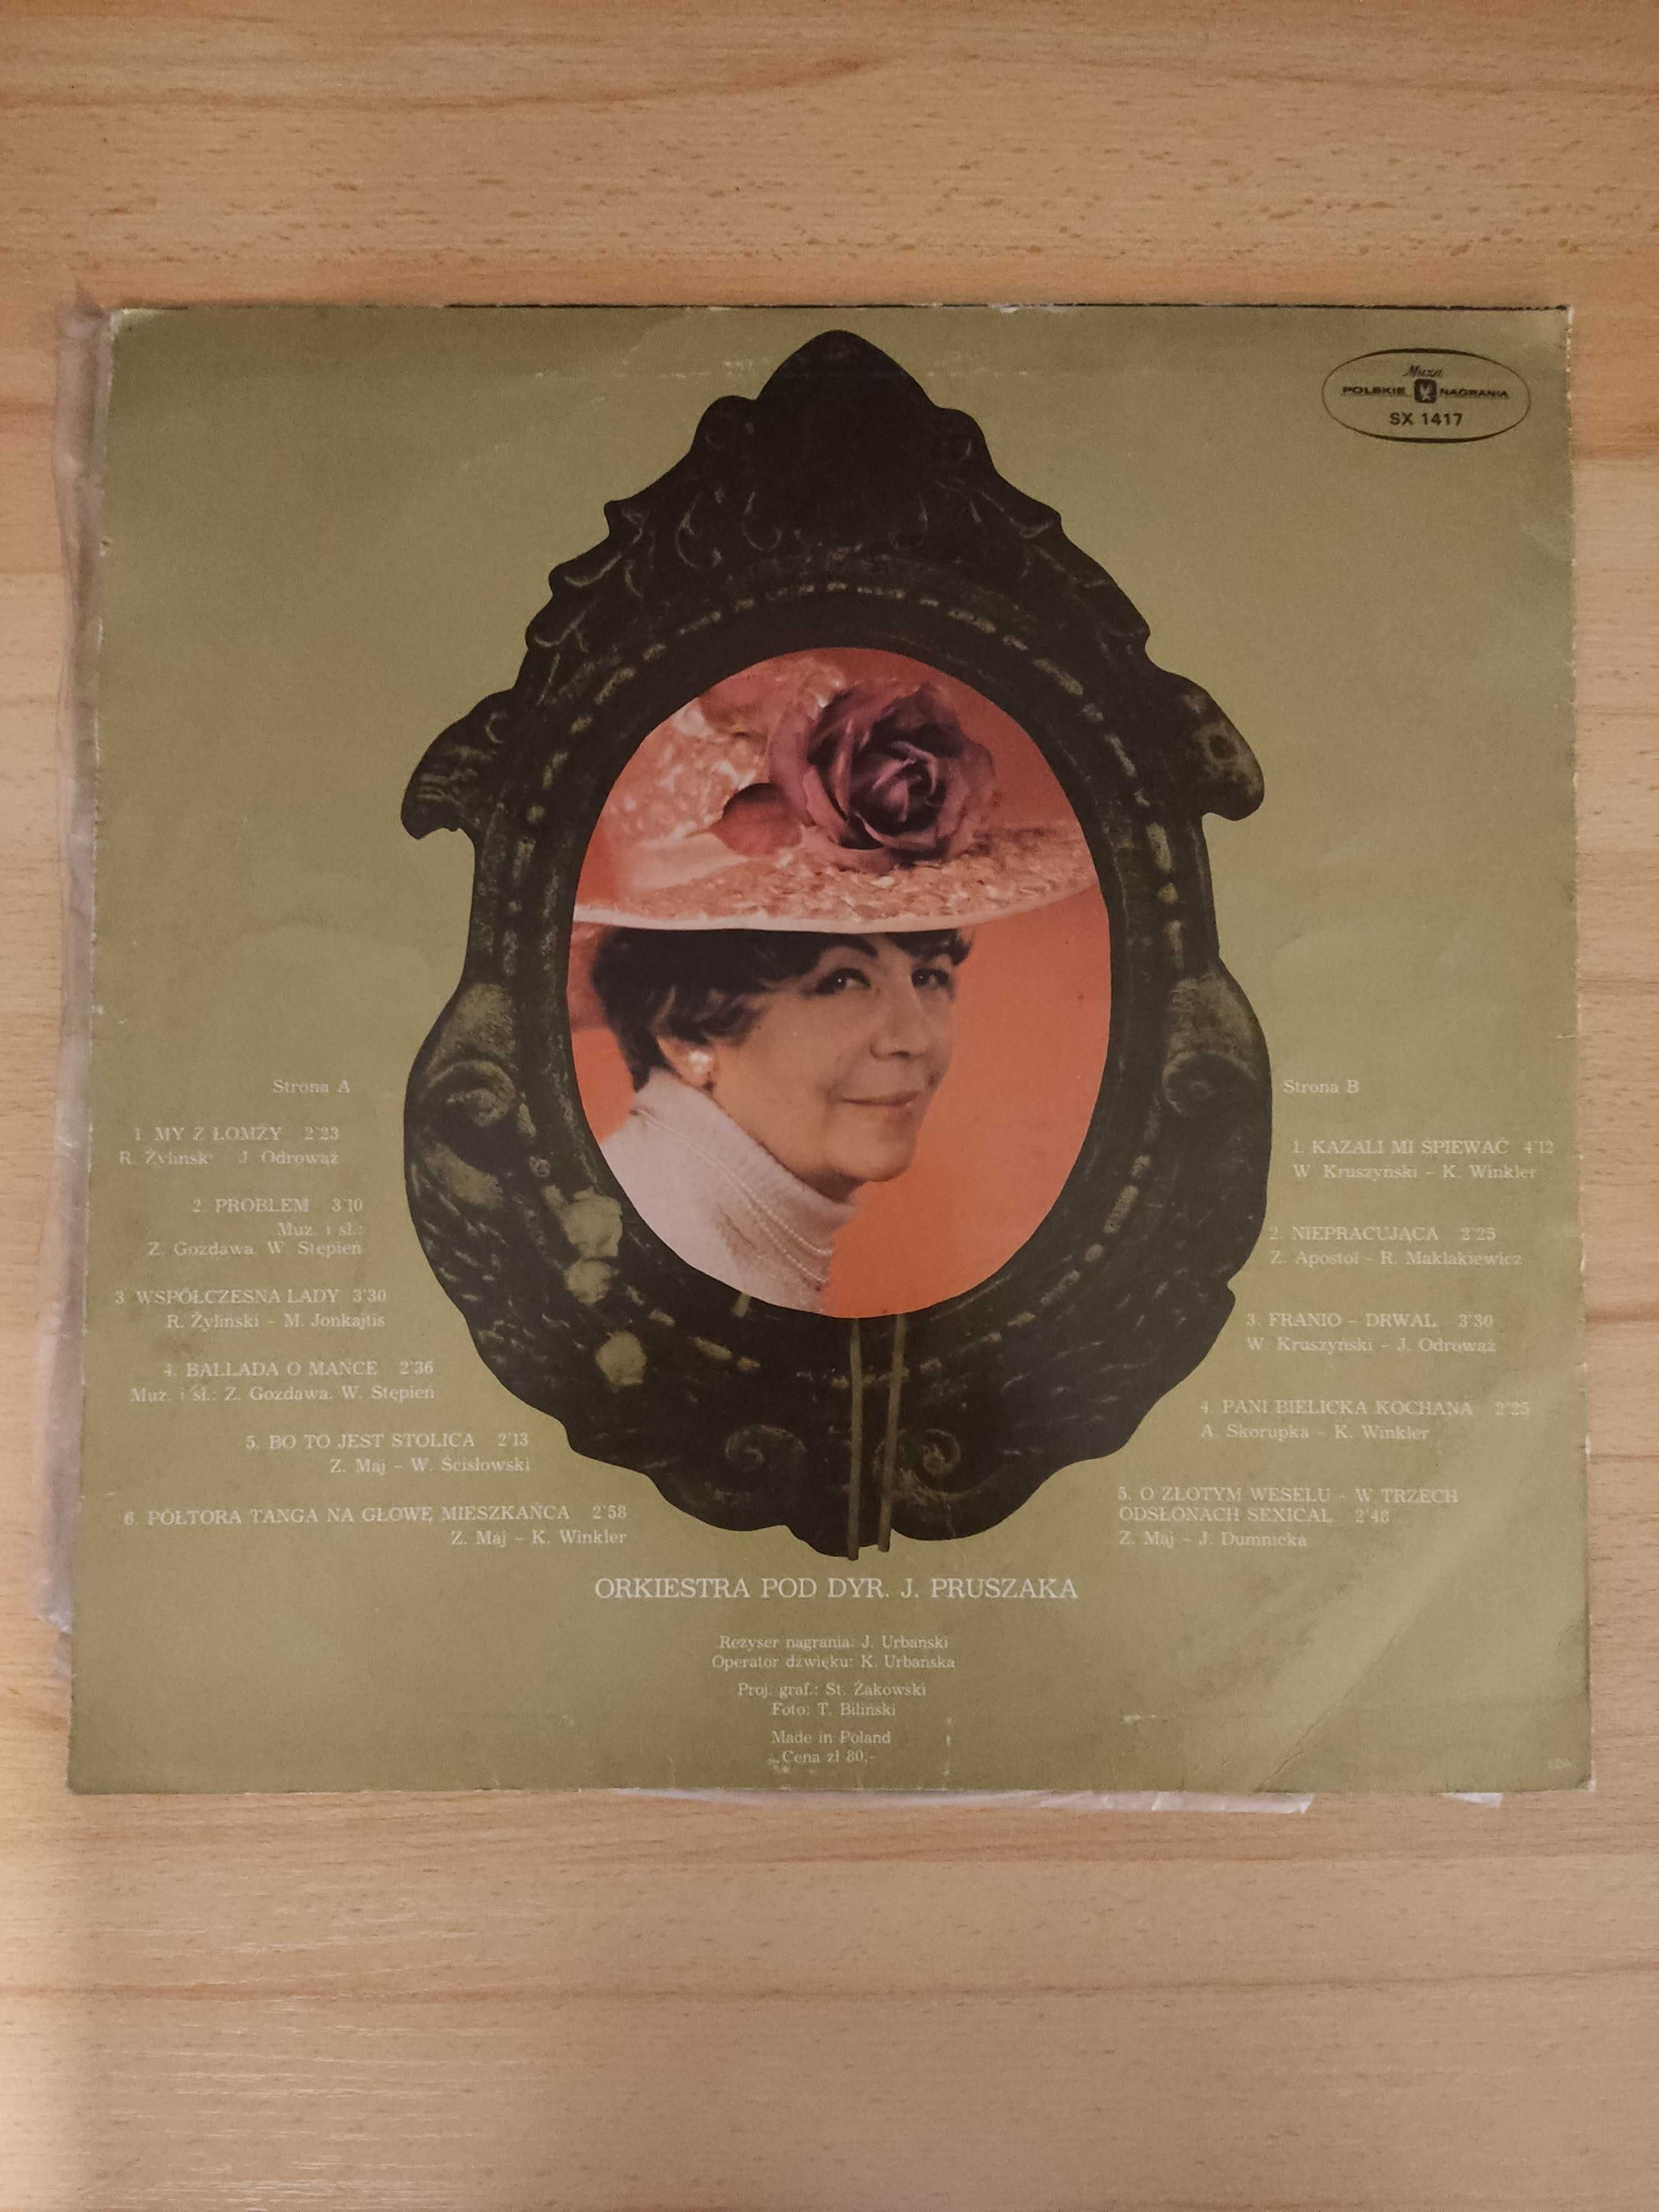 Muza
POLSKIE NAGRANIA
SX 1417
Strona A
1. MY Z ŁOMŻY 2'23
R. Żyliński J. Odrowąż
2. PROBLEM 3'10
Muz. i sł.:
Z. Gozdawa, W. Stępień
3. WSPÓŁCZESNA LADY 3'30
R. Żyliński - M. Jonkajtis
4. BALLADA O MAŃCE 2'36
Muz. i sł.: Z. Gozdawa, W. Stępień
5. BO TO JEST STOLICA 2'13
Z. Maj - W. Ścisłowski
6. PÓŁTORA TANGA NA GŁOWĘ MIESZKAŃCA 2'58
Z. Maj - K. Winkler
Strona B
1. KAZALI MI ŚPIEWAĆ 4'12
W. Kruszyński - K. Winkler
2. NIEPRACUJĄCA 2'25
Z. Apostoł - R. Maklakiewicz
3. FRANIO - DRWAL 3'30
W. Kruszyński - J. Odrowąż
4. PANI BIELICKA KOCHANA 2'25
A. Skorupka - K. Winkler
5. O ZŁOTYM WESELU - W TRZECH
ODSŁONACH SEXICAL 2'48
Z. Maj - J. Dumnicka
ORKIESTRA POD DYR. J. PRUSZAKA
Reżyser nagrania: J. Urbański
Operator dźwięku: K. Urbańska
Proj. graf.: St. Żakowski
Foto: T. Biliński
Made in Poland
Cena zł 80,-